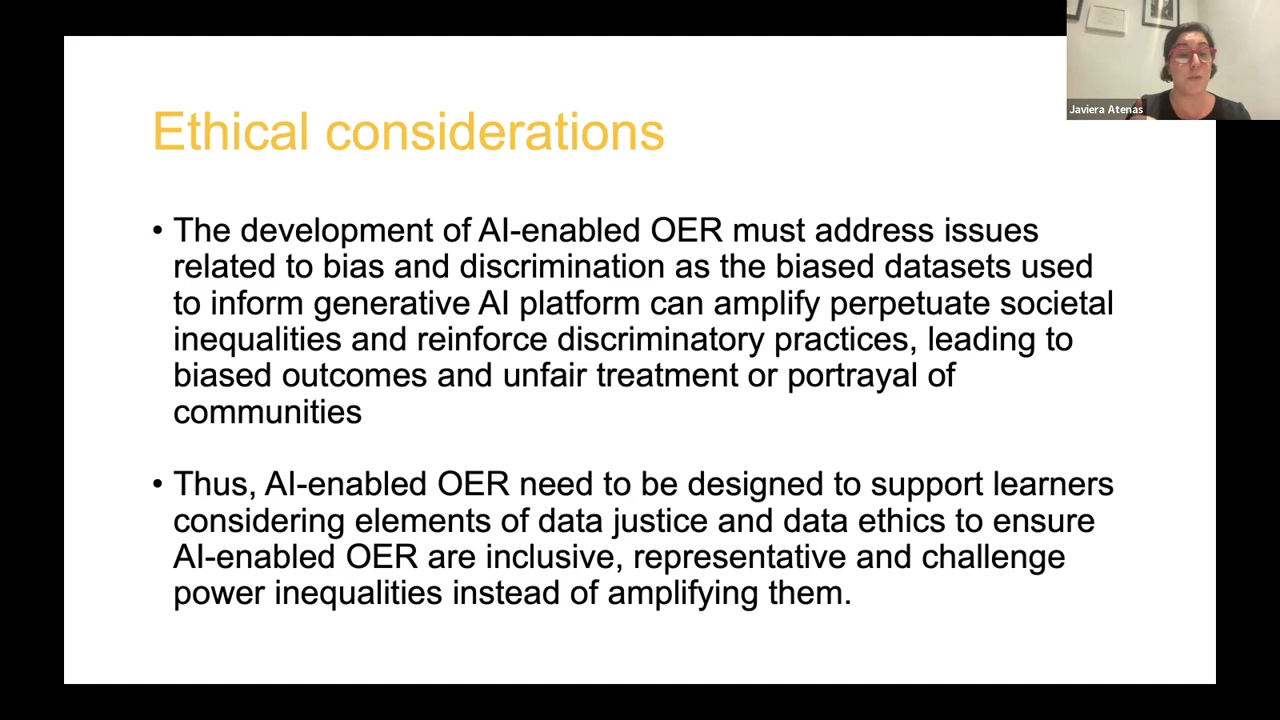 Ethical considerations
• The development of AI-enabled OER must address issues
related to bias and discrimination as the biased datasets used
to inform generative AI platform can amplify perpetuate societal
inequalities and reinforce discriminatory practices, leading to
biased outcomes and unfair treatment or portrayal of
communities
• Thus, AI-enabled OER need to be designed to support learners
considering elements of data justice and data ethics to ensure
AI-enabled OER are inclusive, representative and challenge
power inequalities instead of amplifying them.
Javiera Atenas